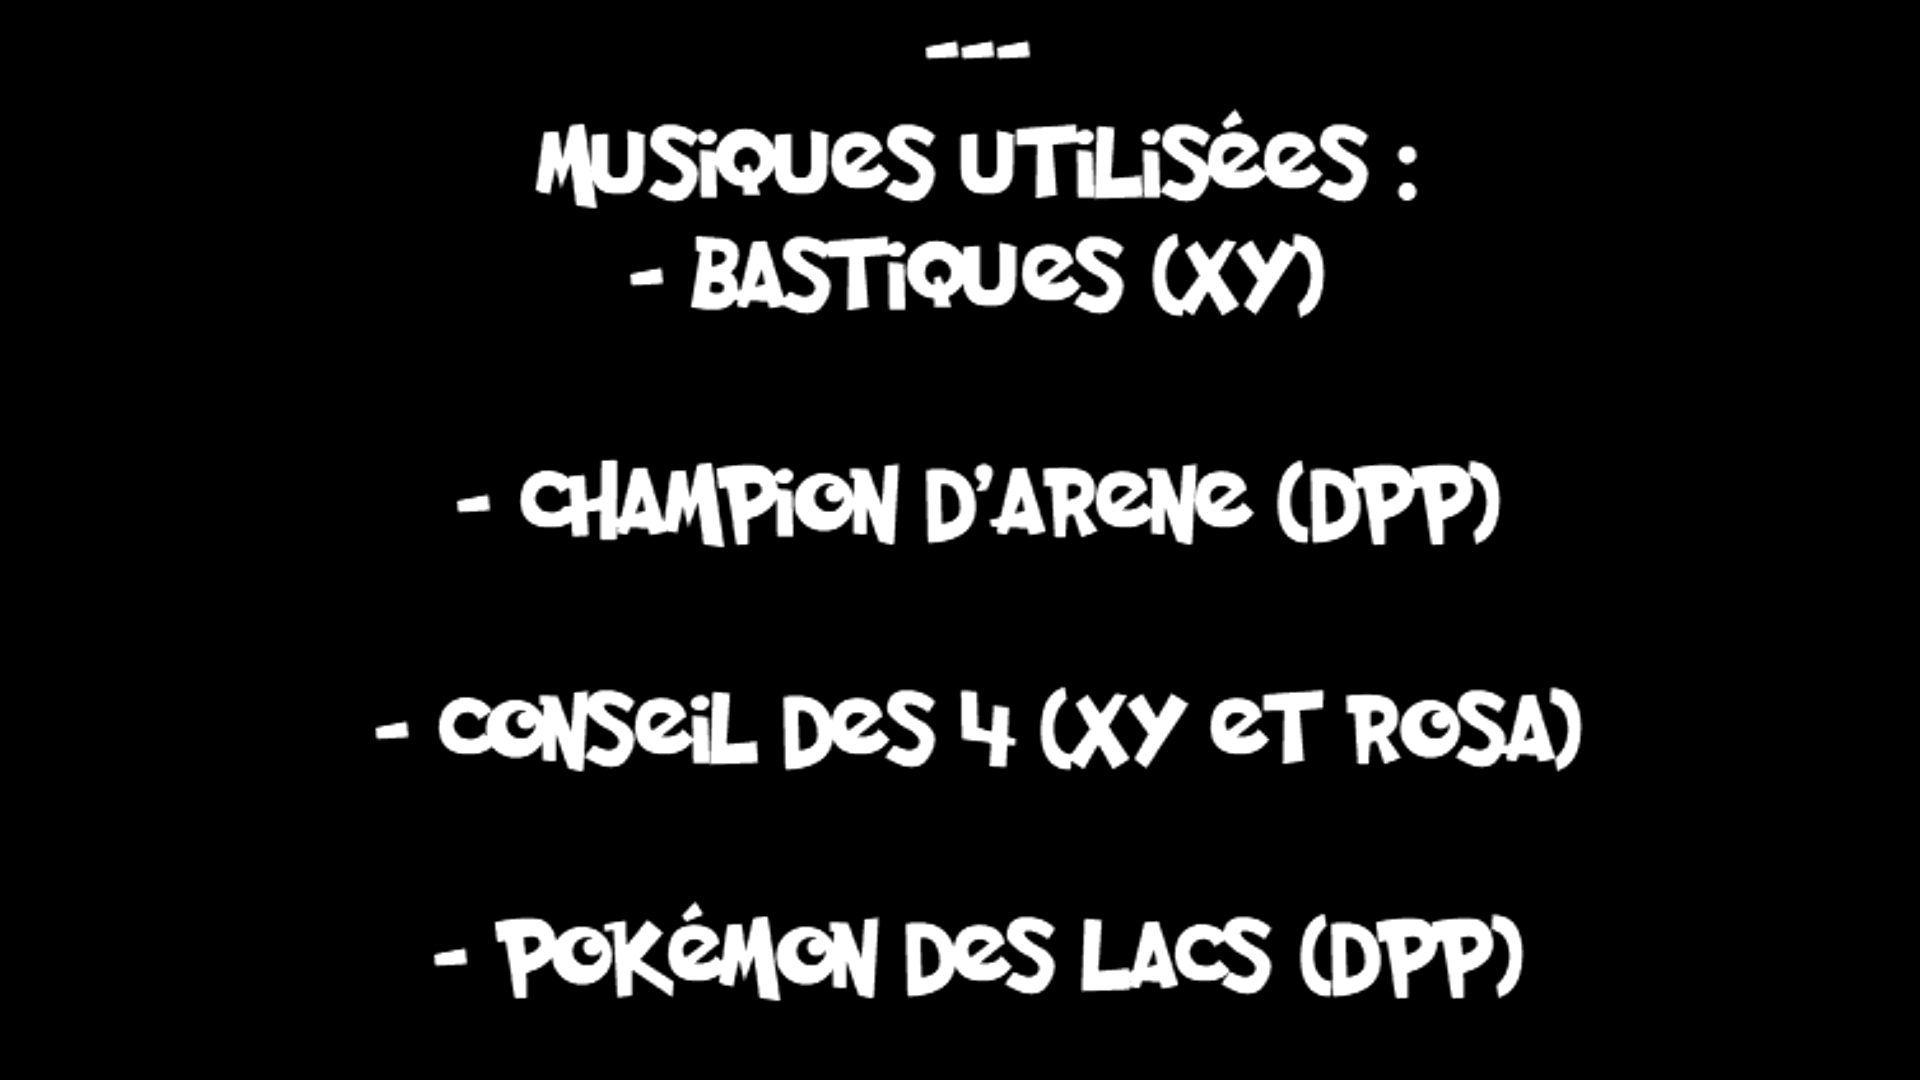 ---
Musiques utilisées :
- Bastiques (XY)
- Champion d'arene (DPP)
- Conseil des 4 (XY et ROSA)
- Pokémon des lacs (DPP)